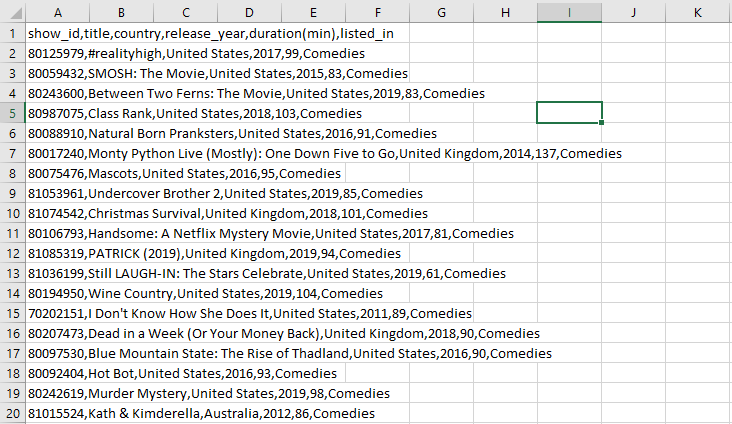 A B C D E F G H I J K
1 show_id,title,country,release_year,duration(min),listed_in
2 80125979,#realityhigh,United States,2017,99,Comedies
3 80059432,SMOSH: The Movie,United States,2015,83,Comedies
4 80243600,Between Two Ferns: The Movie,United States,2019,83,Comedies
5 80987075,Class Rank,United States,2018,103,Comedies
6 80088910,Natural Born Pranksters,United States,2016,91,Comedies
7 80017240,Monty Python Live (Mostly): One Down Five to Go,United Kingdom,2014,137,Comedies
8 80075476,Mascots,United States,2016,95,Comedies
9 81053961,Undercover Brother 2,United States,2019,85,Comedies
10 81074542,Christmas Survival,United Kingdom,2018,101,Comedies
11 80106793,Handsome: A Netflix Mystery Movie,United States,2017,81,Comedies
12 81085319,PATRICK (2019),United Kingdom,2019,94,Comedies
13 81036199,Still LAUGH-IN: The Stars Celebrate,United States,2019,61,Comedies
14 80194950,Wine Country,United States,2019,104,Comedies
15 70202151,I Don't Know How She Does It,United States,2011,89,Comedies
16 80207473,Dead in a Week (Or Your Money Back),United Kingdom,2018,90,Comedies
17 80097530,Blue Mountain State: The Rise of Thadland,United States,2016,90,Comedies
18 80092404,Hot Bot,United States,2016,93,Comedies
19 80242619,Murder Mystery,United States,2019,98,Comedies
20 81015524,Kath & Kimderella,Australia,2012,86,Comedies